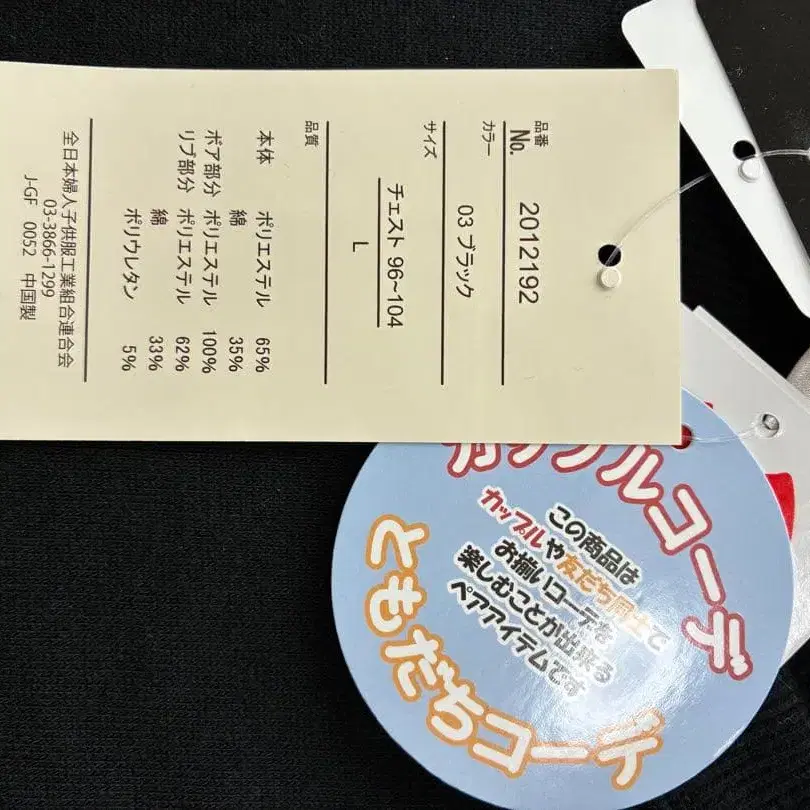 品番
No. 2012192
カラー
03 ブラック
サイズ
チェスト 96~104
L
品質
本体 ポリエステル 65%
綿 35%
ボア部分 ポリエステル 100%
リブ部分 ポリエステル 62%
綿 33%
ポリウレタン 5%
全日本婦人子供服工業組合連合会
03-3866-1299
J-GF 0052 中国製
カップルコーデ
この商品は
カップルや友だち同士で
お揃いコーデを
楽しむことが出来る
ペアアイテムです
ともだちコーデ